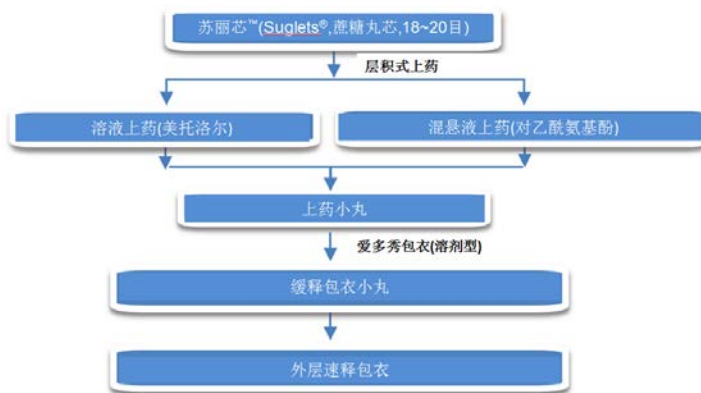 苏丽芯™(Suglets®,蔗糖丸芯,18~20目)
层积式上药
溶液上药(美托洛尔)
混悬液上药(对乙酰氨基酚)
上药小丸
爱多秀包衣(溶剂型)
缓释包衣小丸
外层速释包衣